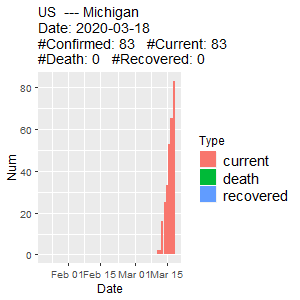 US  --- Michigan
Date: 2020-03-18
#Confirmed: 83   #Current: 83
#Death: 0   #Recovered: 0
80
60
40
20
0
Num
Feb 01
Feb 15
Mar 01
Mar 15
Date
Type
current
death
recovered